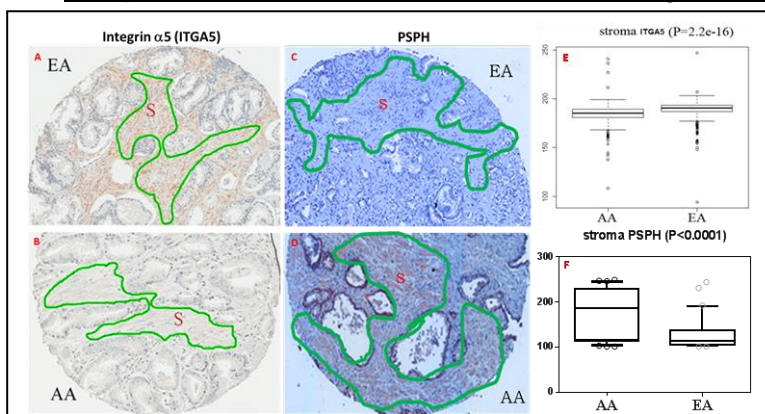 Integrin α5 (ITGA5)
PSPH
A
EA
S
B
S
AA
C
EA
S
D
S
AA
stroma ITGA5 (P=2.2e-16)
E
250
200
150
100
AA
EA
stroma PSPH (P<0.0001)
F
300
200
100
0
AA
EA